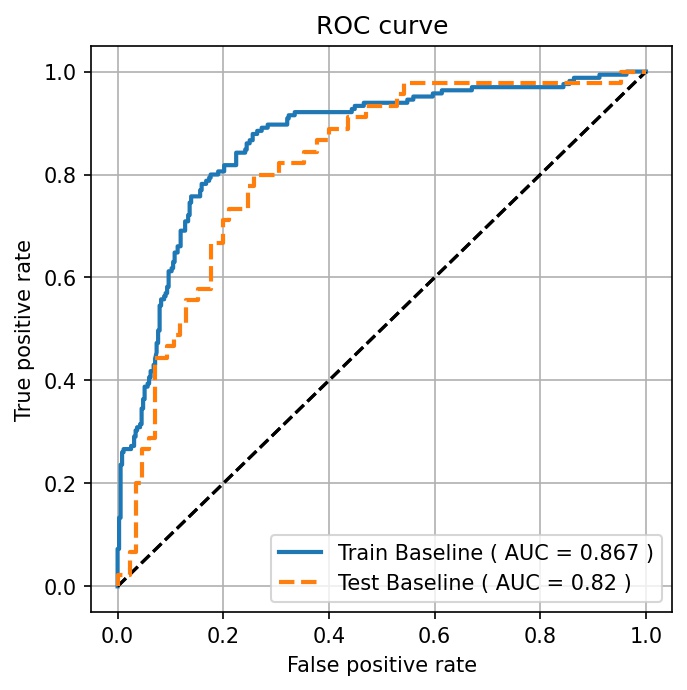 ROC curve
1.0
0.8
0.6
0.4
0.2
0.0
True positive rate
Train Baseline ( AUC = 0.867 )
Test Baseline ( AUC = 0.82 )
0.0 0.2 0.4 0.6 0.8 1.0
False positive rate